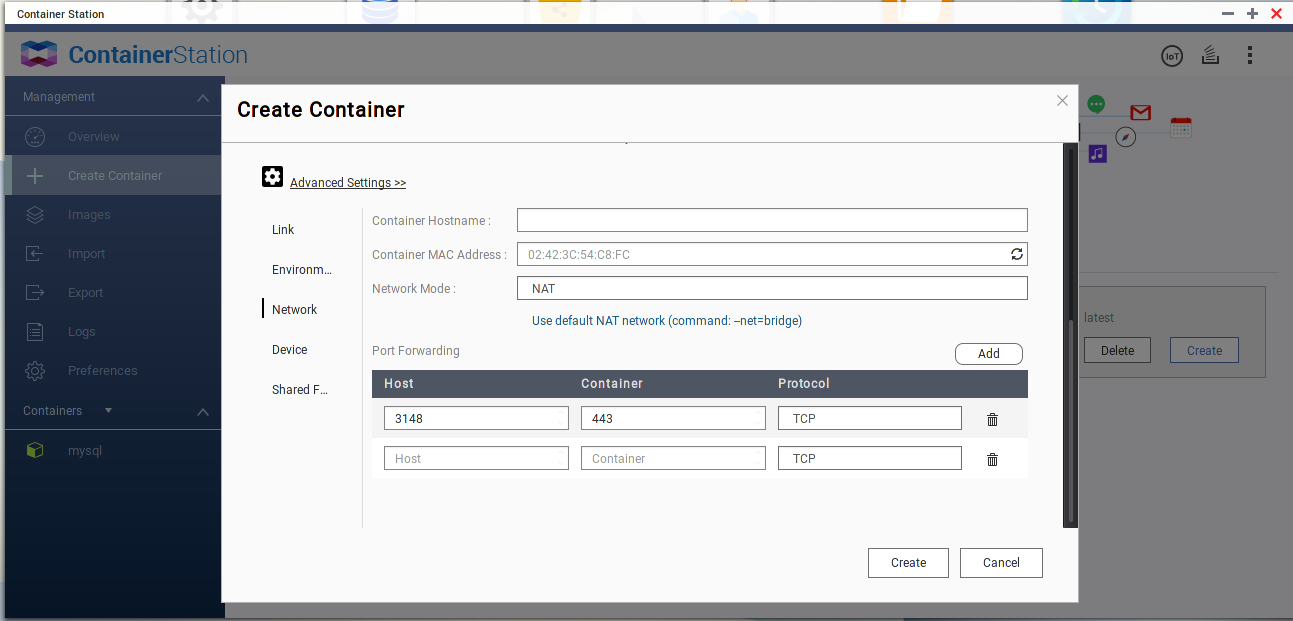 Container Station
ContainerStation
IoT
Management
Overview
Create Container
Images
Import
Export
Logs
Preferences
Containers
mysql
Create Container
Advanced Settings >>
Link
Environm...
Network
Device
Shared F...
Container Hostname :
Container MAC Address : 02:42:3C:54:C8:FC
Network Mode : NAT
Use default NAT network (command: --net=bridge)
Port Forwarding Add
Host Container Protocol
3148 443 TCP
Host Container TCP
Create Cancel
latest
Delete Create